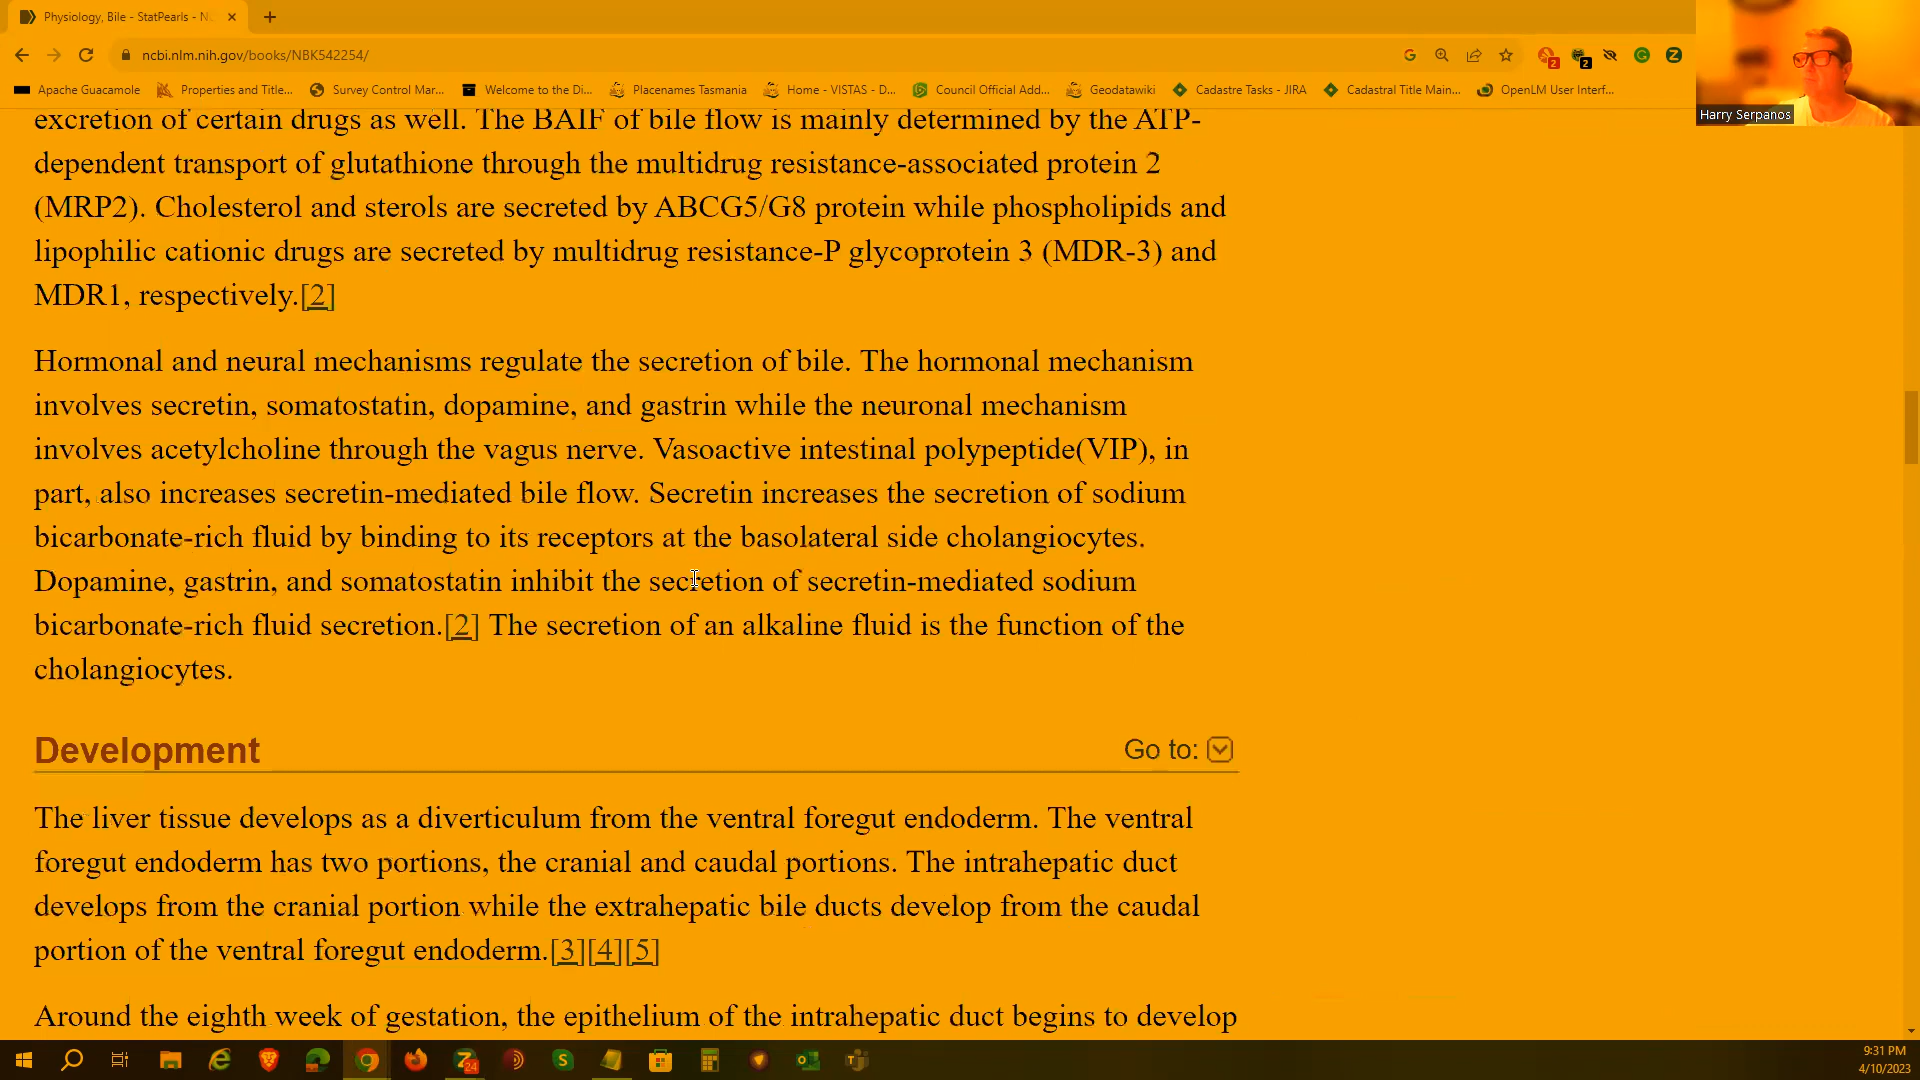 Physiology, Bile - StatPearls - N
ncbi.nlm.nih.gov/books/NBK542254/
Apache Guacamole
Properties and Title...
Survey Control Mar...
Welcome to the Di...
Placenames Tasmania
Home - VISTAS - D...
Council Official Add...
Geodatawiki
Cadastre Tasks - JIRA
Cadastral Title Main...
OpenLM User Interf...
2
2
Harry Serpanos
excretion of certain drugs as well. The BAIF of bile flow is mainly determined by the ATP-
dependent transport of glutathione through the multidrug resistance-associated protein 2
(MRP2). Cholesterol and sterols are secreted by ABCG5/G8 protein while phospholipids and
lipophilic cationic drugs are secreted by multidrug resistance-P glycoprotein 3 (MDR-3) and
MDR1, respectively.[2]
Hormonal and neural mechanisms regulate the secretion of bile. The hormonal mechanism
involves secretin, somatostatin, dopamine, and gastrin while the neuronal mechanism
involves acetylcholine through the vagus nerve. Vasoactive intestinal polypeptide(VIP), in
part, also increases secretin-mediated bile flow. Secretin increases the secretion of sodium
bicarbonate-rich fluid by binding to its receptors at the basolateral side cholangiocytes.
Dopamine, gastrin, and somatostatin inhibit the secretion of secretin-mediated sodium
bicarbonate-rich fluid secretion.[2] The secretion of an alkaline fluid is the function of the
cholangiocytes.
Development
Go to:
The liver tissue develops as a diverticulum from the ventral foregut endoderm. The ventral
foregut endoderm has two portions, the cranial and caudal portions. The intrahepatic duct
develops from the cranial portion while the extrahepatic bile ducts develop from the caudal
portion of the ventral foregut endoderm.[3][4][5]
Around the eighth week of gestation, the epithelium of the intrahepatic duct begins to develop
24
9:31 PM
4/10/2023